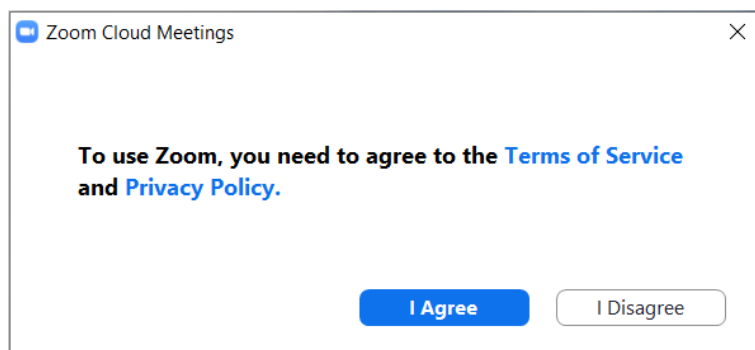 Zoom Cloud Meetings
To use Zoom, you need to agree to the Terms of Service
and Privacy Policy.
I Agree
I Disagree